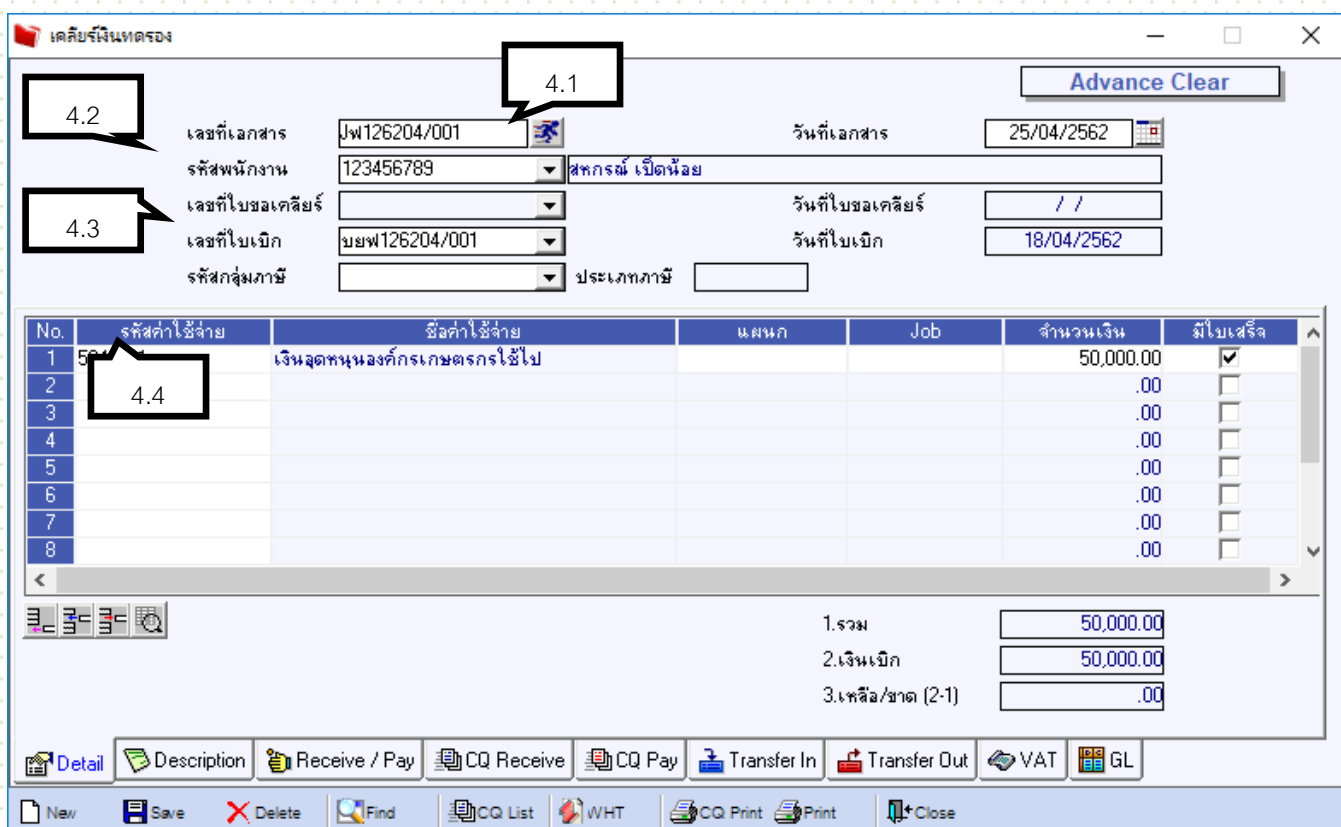 เคลียร์เงินทดรอง
4.1
Advance Clear
4.2
เลขที่เอกสาร Jฟ126204/001 วันที่เอกสาร 25/04/2562
รหัสพนักงาน 123456789 สหกรณ์ เป็ดน้อย
4.3
เลขที่ใบขอเคลียร์ วันที่ใบขอเคลียร์ / /
เลขที่ใบเบิก บยฟ126204/001 วันที่ใบเบิก 18/04/2562
รหัสกลุ่มภาษี ประเภทภาษี
No. รหัสค่าใช้จ่าย ชื่อค่าใช้จ่าย แผนก Job จำนวนเงิน มีใบเสร็จ
1 เงินอุดหนุนองค์กรเกษตรกรใช้ไป 50,000.00
4.4
2 .00
3 .00
4 .00
5 .00
6 .00
7 .00
8 .00
1.รวม 50,000.00
2.เงินเบิก 50,000.00
3.เหลือ/ขาด (2-1) .00
Detail Description Receive / Pay CQ Receive CQ Pay Transfer In Transfer Out VAT GL
New Save Delete Find CQ List WHT CQ Print Print Close